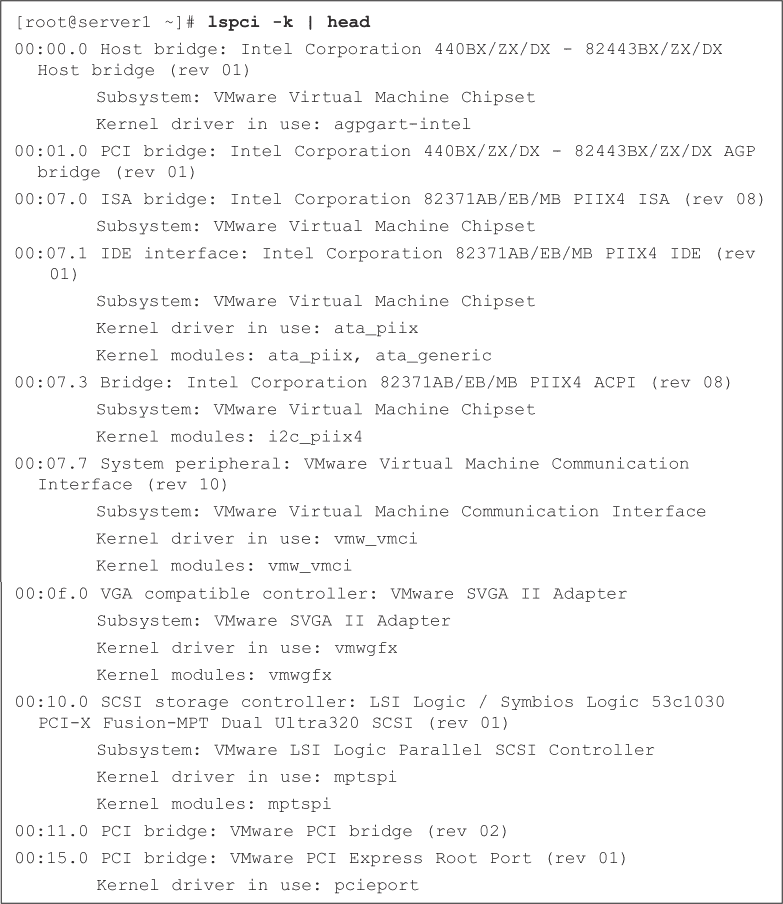 [root@server1 ~]# lspci -k | head
00:00.0 Host bridge: Intel Corporation 440BX/ZX/DX – 82443BX/ZX/DX
Host bridge (rev 01)
Subsystem: VMware Virtual Machine Chipset
Kernel driver in use: agpgart-intel
00:01.0 PCI bridge: Intel Corporation 440BX/ZX/DX – 82443BX/ZX/DX AGP
bridge (rev 01)
00:07.0 ISA bridge: Intel Corporation 82371AB/EB/MB PIIX4 ISA (rev 08)
Subsystem: VMware Virtual Machine Chipset
00:07.1 IDE interface: Intel Corporation 82371AB/EB/MB PIIX4 IDE (rev
01)
Subsystem: VMware Virtual Machine Chipset
Kernel driver in use: ata_piix
Kernel modules: ata_piix, ata_generic
00:07.3 Bridge: Intel Corporation 82371AB/EB/MB PIIX4 ACPI (rev 08)
Subsystem: VMware Virtual Machine Chipset
Kernel modules: i2c_piix4
00:07.7 System peripheral: VMware Virtual Machine Communication
Interface (rev 10)
Subsystem: VMware Virtual Machine Communication Interface
Kernel driver in use: vmw_vmci
Kernel modules: vmw_vmci
00:0f.0 VGA compatible controller: VMware SVGA II Adapter
Subsystem: VMware SVGA II Adapter
Kernel driver in use: vmwgfx
Kernel modules: vmwgfx
00:10.0 SCSI storage controller: LSI Logic / Symbios Logic 53c1030
PCI-X Fusion-MPT Dual Ultra320 SCSI (rev 01)
Subsystem: VMware LSI Logic Parallel SCSI Controller
Kernel driver in use: mptspi
Kernel modules: mptspi
00:11.0 PCI bridge: VMware PCI bridge (rev 02)
00:15.0 PCI bridge: VMware PCI Express Root Port (rev 01)
Kernel driver in use: pcieport